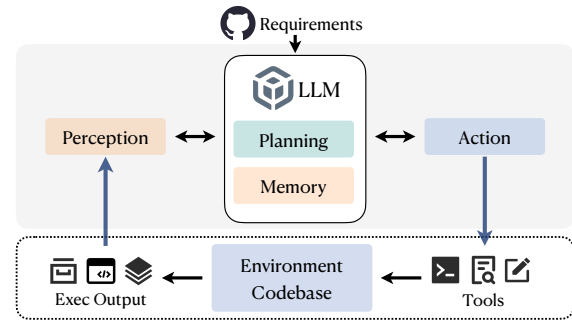 Requirements
LLM
Perception
Planning
Action
Memory
Environment
Codebase
Exec Output
Tools